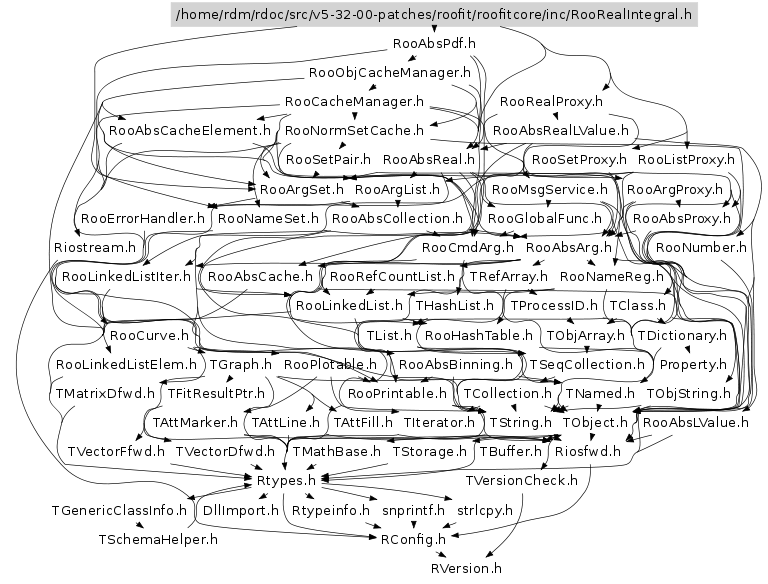 /home/rdm/rdoc/src/v5-32-00-patches/roofit/roofitcore/inc/RooRealIntegral.h
RooAbsPdf.h
RooObjCacheManager.h
RooCacheManager.h RooRealProxy.h
RooAbsCacheElement.h RooNormSetCache.h RooAbsRealLValue.h
RooSetPair.h RooAbsReal.h RooSetProxy.h RooListProxy.h
RooArgSet.h RooArgList.h RooMsgService.h RooArgProxy.h
RooErrorHandler.h RooNameSet.h RooAbsCollection.h RooGlobalFunc.h RooAbsProxy.h
Riostream.h RooCmdArg.h RooAbsArg.h RooNumber.h
RooLinkedListIter.h RooAbsCache.h RooRefCountList.h TRefArray.h RooNameReg.h
RooLinkedList.h THashList.h TProcessID.h TClass.h
RooCurve.h TList.h RooHashTable.h TObjArray.h TDictionary.h
RooLinkedListElem.h TGraph.h RooPlotable.h RooAbsBinning.h TSeqCollection.h Property.h
TMatrixDfwd.h TFitResultPtr.h RooPrintable.h TCollection.h TNamed.h TObjString.h
TAttMarker.h TAttLine.h TAttFill.h TIterator.h TString.h TObject.h RooAbsLValue.h
TVectorFfwd.h TVectorDfwd.h TMathBase.h TStorage.h TBuffer.h Riosfwd.h
Rtypes.h TVersionCheck.h
TGenericClassInfo.h DllImport.h Rtypeinfo.h snprintf.h strlcpy.h
TSchemaHelper.h RConfig.h
RVersion.h